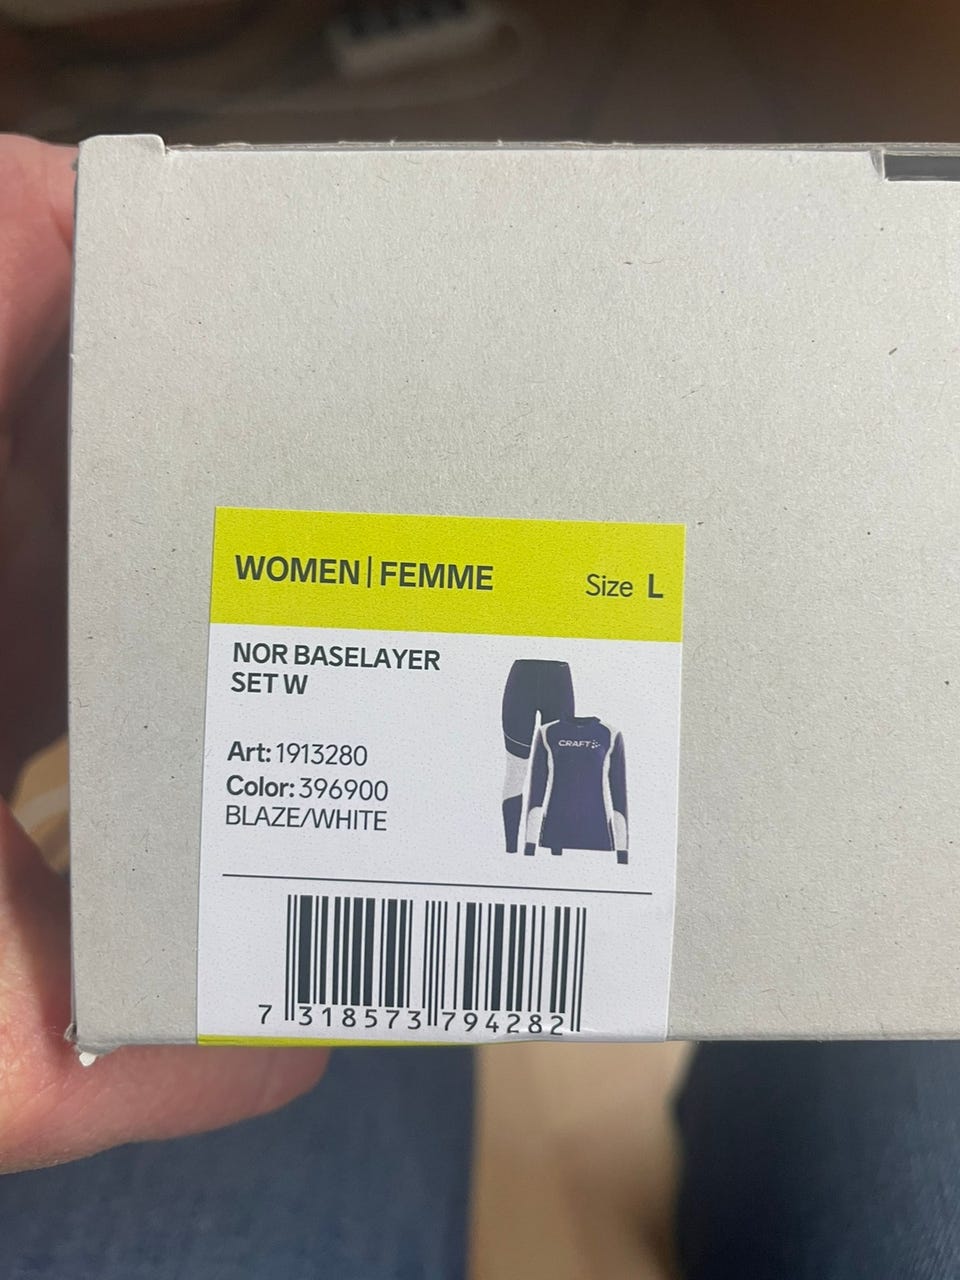 WOMEN|FEMME
Size L
NOR BASELAYER
SET W
Art: 1913280
Color: 396900
BLAZE/WHITE
CRAFT
7 318573 794282